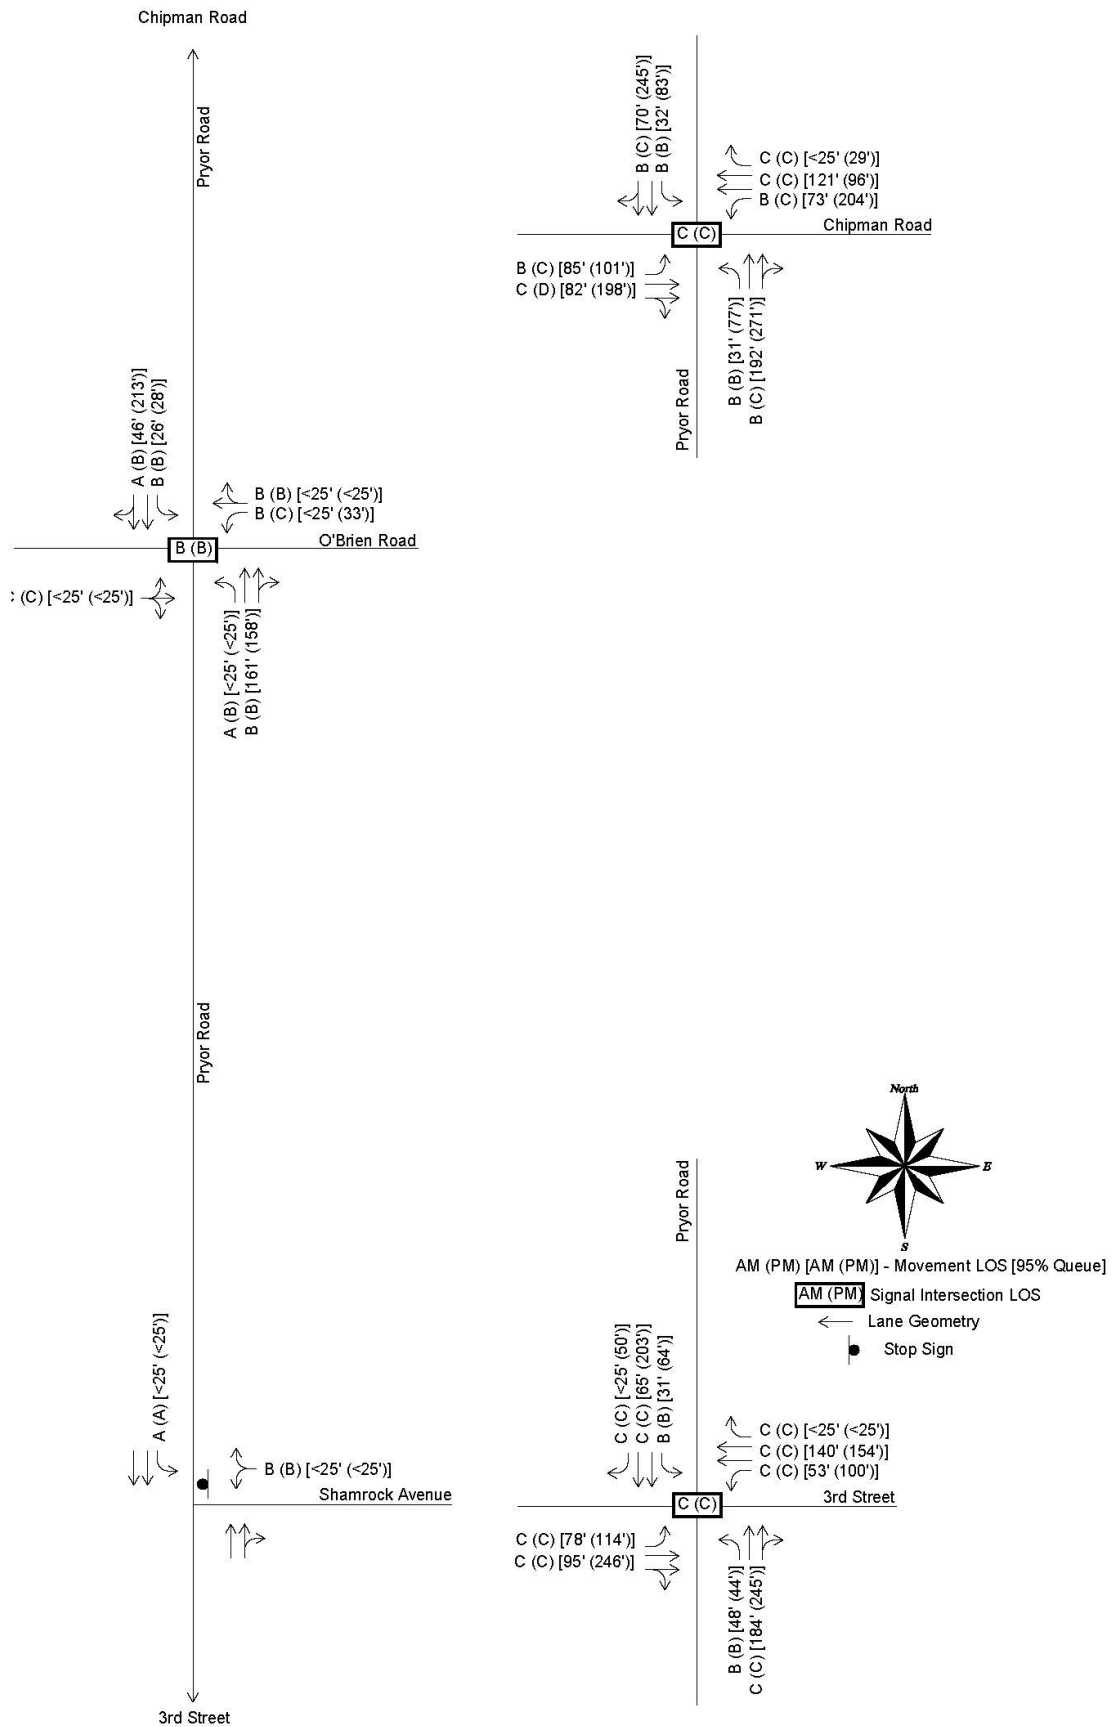 Chipman Road
Pryor Road
B (C) [70' (245')]
B (B) [32' (83')]
C (C) [<25' (29')]
C (C) [121' (96')]
B (C) [73' (204')]
Chipman Road
C (C)
B (C) [85' (101')]
C (D) [82' (198')]
B (B) [31' (77')]
B (C) [192' (271')]
Pryor Road
A (B) [46' (213')]
B (B) [26' (28')]
B (B) [<25' (<25')]
B (C) [<25' (33')]
O'Brien Road
B (B)
(C) [<25' (<25')]
A (B) [<25' (<25')]
B (B) [161' (158')]
Pryor Road
North
W
E
S
AM (PM) [AM (PM)] - Movement LOS [95% Queue]
AM (PM) Signal Intersection LOS
Lane Geometry
Stop Sign
A (A) [<25' (<25')]
B (B) [<25' (<25')]
Shamrock Avenue
3rd Street
Pryor Road
C (C) [<25' (50')]
C (C) [65' (203')]
B (B) [31' (64')]
C (C) [<25' (<25')]
C (C) [140' (154')]
C (C) [53' (100')]
3rd Street
C (C)
C (C) [78' (114')]
C (C) [95' (246')]
B (B) [48' (44')]
C (C) [184' (245')]